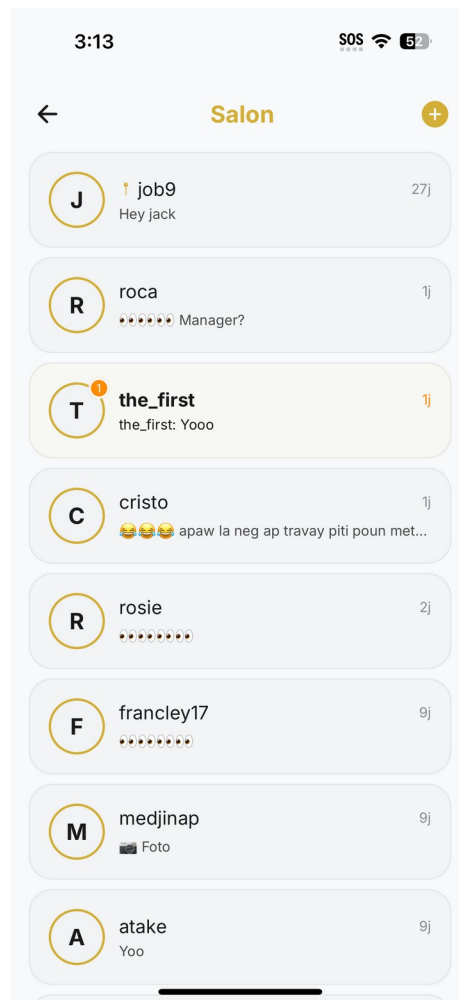 3:13
SOS
52
Salon
J
job9
27j
Hey jack
R
roca
1j
👀👀👀 Manager?
T
1
the_first
1j
the_first: Yooo
C
cristo
1j
😂😂😂 apaw la neg ap travay piti poun met...
R
rosie
2j
👀👀👀👀
F
francley17
9j
👀👀👀👀
M
medjinap
9j
📷 Foto
A
atake
9j
Yoo